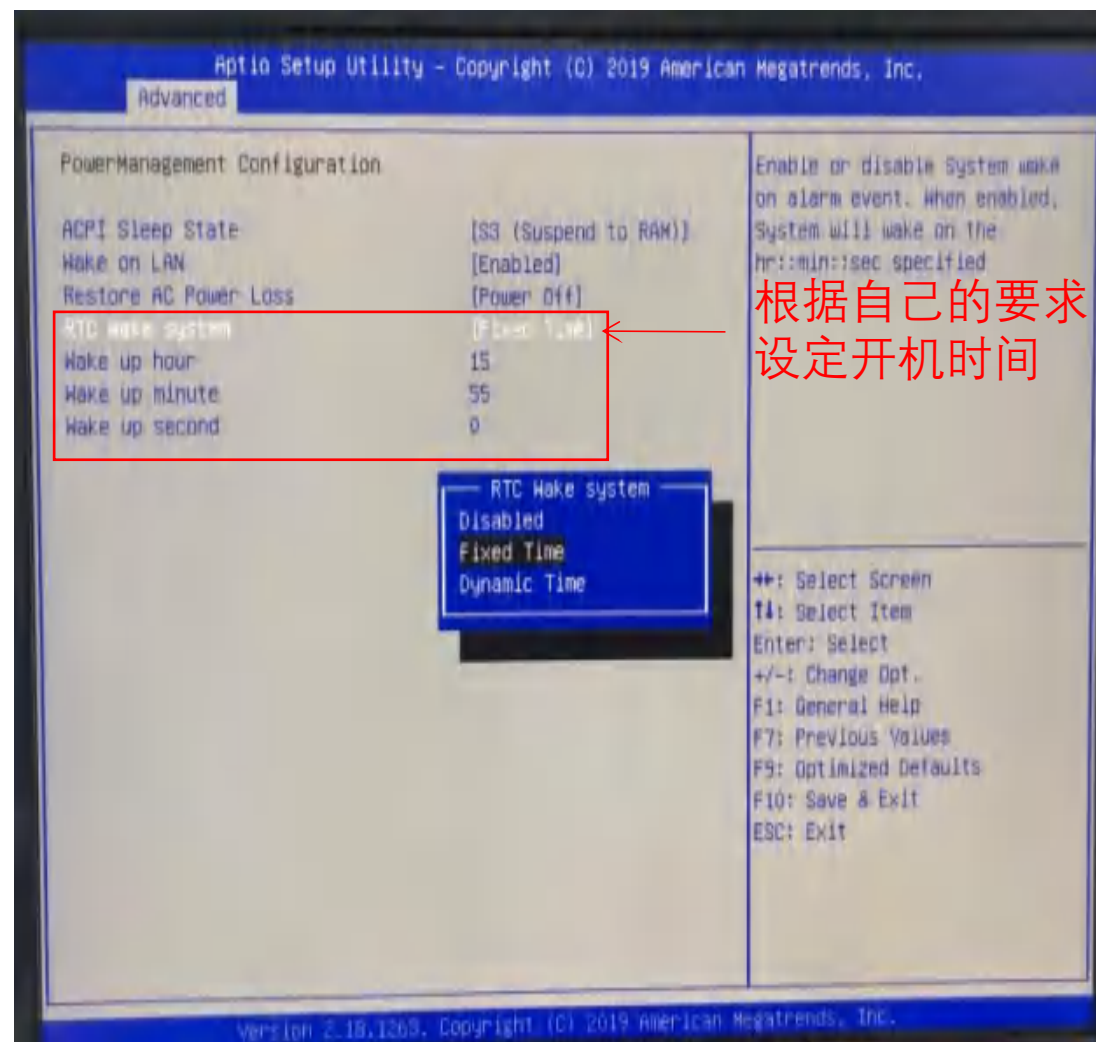 Aptio Setup Utility - Copyright (C) 2019 American Megatrends, Inc.
Advanced
PowerManagement Configuration
ACPI Sleep State [S3 (Suspend to RAM)]
Wake on LAN [Enabled]
Restore AC Power Loss [Power Off]
RTC Wake system [Fixed Time]
Wake up hour 15
Wake up minute 55
Wake up second 0
Enable or disable System wake
on alarm event. When enabled,
System will wake on the
hr::min::sec specified
根据自己的要求
设定开机时间
RTC Wake system
Disabled
Fixed Time
Dynamic Time
→←: Select Screen
↑↓: Select Item
Enter: Select
+/-: Change Opt.
F1: General Help
F7: Previous Values
F9: Optimized Defaults
F10: Save & Exit
ESC: Exit
Version 2.18.1263. Copyright (C) 2019 American Megatrends, Inc.